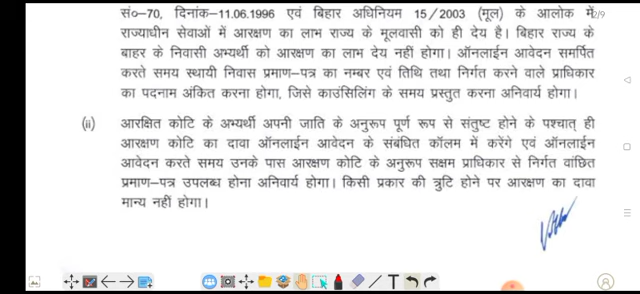 सं०-70, दिनांक-11.06.1996 एवं बिहार अधिनियम 15/2003 (मूल) के आलोक में
2/9
राज्याधीन सेवाओं में आरक्षण का लाभ राज्य के मूलवासी को ही देय है। बिहार राज्य के
बाहर के निवासी अभ्यर्थी को आरक्षण का लाभ देय नहीं होगा। ऑनलाईन आवेदन समर्पित
करते समय स्थायी निवास प्रमाण-पत्र का नम्बर एवं तिथि तथा निर्गत करने वाले प्राधिकार
का पदनाम अंकित करना होगा, जिसे काउंसिलिंग के समय प्रस्तुत करना अनिवार्य होगा।
(ii) आरक्षित कोटि के अभ्यर्थी अपनी जाति के अनुरूप पूर्ण रूप से संतुष्ट होने के पश्चात् ही
आरक्षण कोटि का दावा ऑनलाईन आवेदन के संबंधित कॉलम में करेंगे एवं ऑनलाईन
आवेदन करते समय उनके पास आरक्षण कोटि के अनुरूप सक्षम प्राधिकार से निर्गत वांछित
प्रमाण-पत्र उपलब्ध होना अनिवार्य होगा। किसी प्रकार की त्रुटि होने पर आरक्षण का दावा
मान्य नहीं होगा।